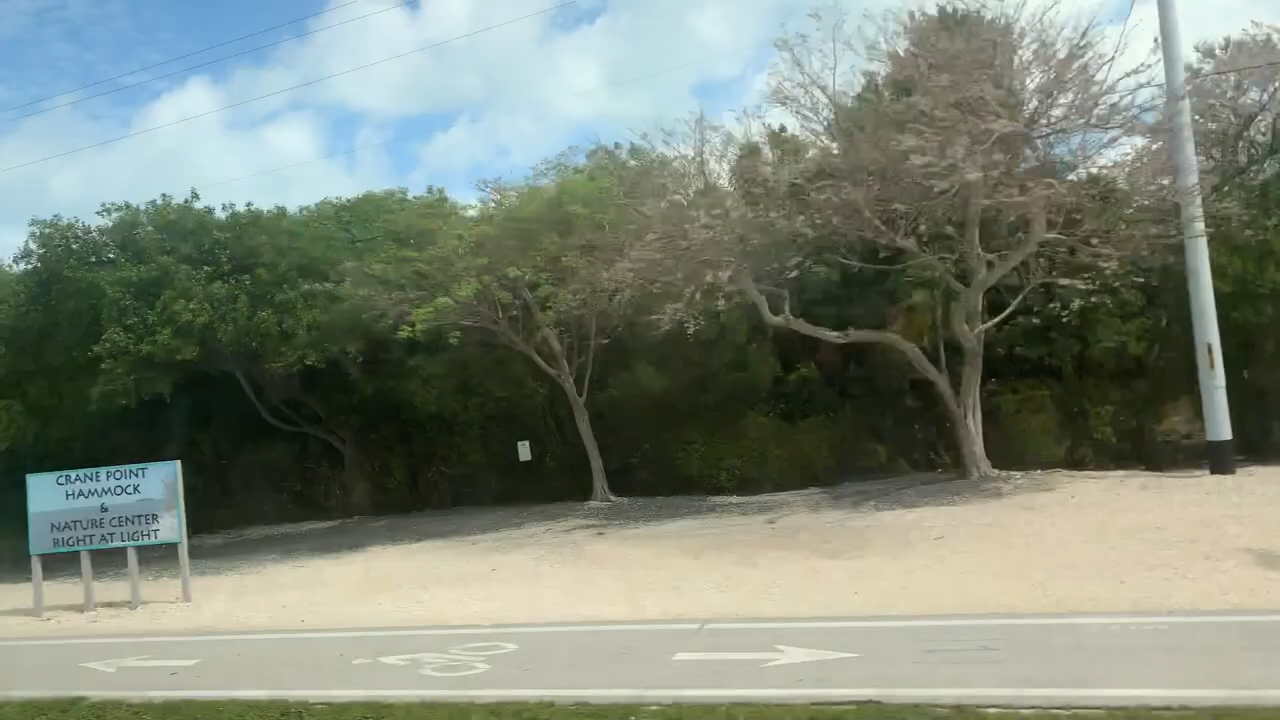 CRANE POINT
HAMMOCK
&
NATURE CENTER
RIGHT AT LIGHT